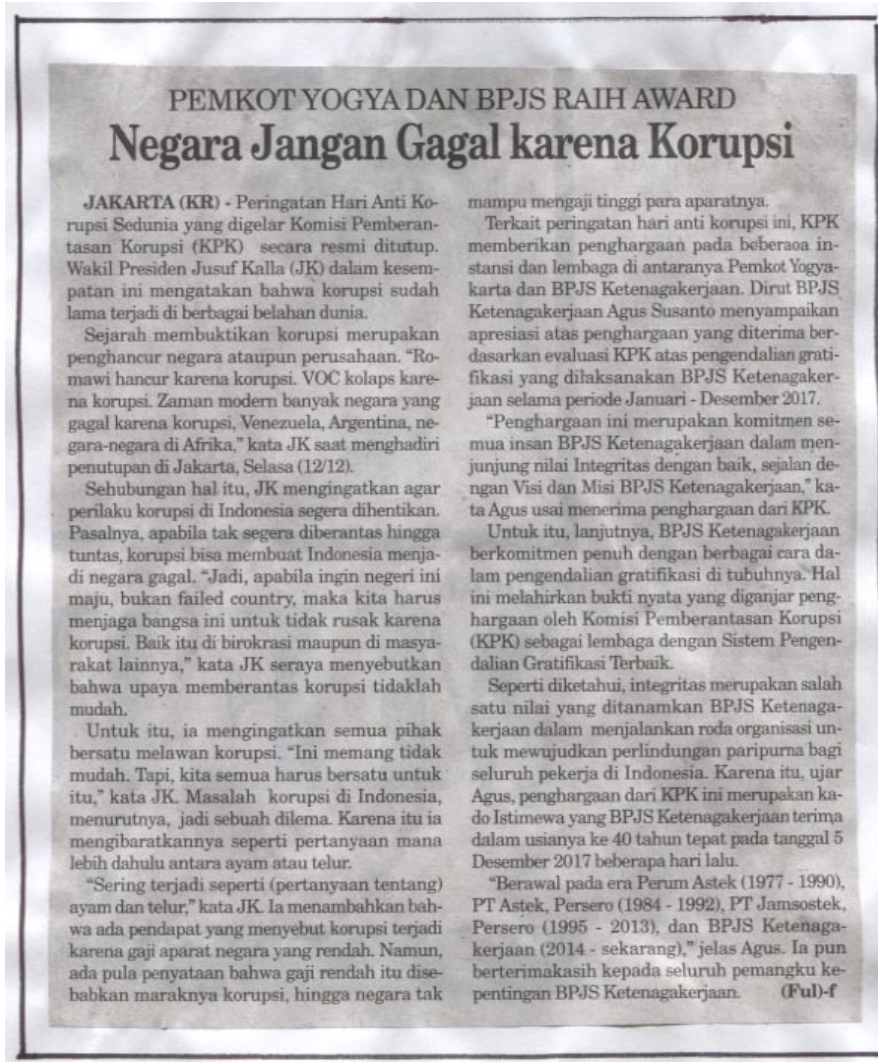 PEMKOT YOGYA DAN BPJS RAIH AWARD
Negara Jangan Gagal karena Korupsi
JAKARTA (KR) - Peringatan Hari Anti Ko-
rupsi Sedunia yang digelar Komisi Pemberan-
tasan Korupsi (KPK) secara resmi ditutup.
Wakil Presiden Jusuf Kalla (JK) dalam kesem-
patan ini mengatakan bahwa korupsi sudah
lama terjadi di berbagai belahan dunia.
Sejarah membuktikan korupsi merupakan
penghancur negara ataupun perusahaan. "Ro-
mawi hancur karena korupsi. VOC kolaps kare-
na korupsi. Zaman modern banyak negara yang
gagal karena korupsi, Venezuela, Argentina, ne-
gara-negara di Afrika," kata JK saat menghadiri
penutupan di Jakarta, Selasa (12/12).
Sehubungan hal itu, JK mengingatkan agar
perilaku korupsi di Indonesia segera dihentikan.
Pasalnya, apabila tak segera diberantas hingga
tuntas, korupsi bisa membuat Indonesia menja-
di negara gagal. "Jadi, apabila ingin negeri ini
maju, bukan failed country, maka kita harus
menjaga bangsa ini untuk tidak rusak karena
korupsi. Baik itu di birokrasi maupun di masya-
rakat lainnya," kata JK seraya menyebutkan
bahwa upaya memberantas korupsi tidaklah
mudah.
Untuk itu, ia mengingatkan semua pihak
bersatu melawan korupsi. "Ini memang tidak
mudah. Tapi, kita semua harus bersatu untuk
itu," kata JK. Masalah korupsi di Indonesia,
menurutnya, jadi sebuah dilema. Karena itu ia
mengibaratkannya seperti pertanyaan mana
lebih dahulu antara ayam atau telur.
"Sering terjadi seperti (pertanyaan tentang)
ayam dan telur," kata JK. Ia menambahkan bah-
wa ada pendapat yang menyebut korupsi terjadi
karena gaji aparat negara yang rendah. Namun,
ada pula penyataan bahwa gaji rendah itu dise-
babkan maraknya korupsi, hingga negara tak
mampu mengaji tinggi para aparatnya.
Terkait peringatan hari anti korupsi ini, KPK
memberikan penghargaan pada beberaoa in-
stansi dan lembaga di antaranya Pemkot Yogya-
karta dan BPJS Ketenagakerjaan. Dirut BPJS
Ketenagakerjaan Agus Susanto menyampaikan
apresiasi atas penghargaan yang diterima ber-
dasarkan evaluasi KPK atas pengendalian grati-
fikasi yang dilaksanakan BPJS Ketenagaker-
jaan selama periode Januari - Desember 2017.
"Penghargaan ini merupakan komitmen se-
mua insan BPJS Ketenagakerjaan dalam men-
junjung nilai Integritas dengan baik, sejalan de-
ngan Visi dan Misi BPJS Ketenagakerjaan," ka-
ta Agus usai menerima penghargaan dari KPK.
Untuk itu, lanjutnya, BPJS Ketenagakerjaan
berkomitmen penuh dengan berbagai cara da-
lam pengendalian gratifikasi di tubuhnya. Hal
ini melahirkan bukti nyata yang diganjar peng-
hargaan oleh Komisi Pemberantasan Korupsi
(KPK) sebagai lembaga dengan Sistem Pengen-
dalian Gratifikasi Terbaik.
Seperti diketahui, integritas merupakan salah
satu nilai yang ditanamkan BPJS Ketenaga-
kerjaan dalam menjalankan roda organisasi un-
tuk mewujudkan perlindungan paripurna bagi
seluruh pekerja di Indonesia. Karena itu, ujar
Agus, penghargaan dari KPK ini merupakan ka-
do Istimewa yang BPJS Ketenagakerjaan terima
dalam usianya ke 40 tahun tepat pada tanggal 5
Desember 2017 beberapa hari lalu.
"Berawal pada era Perum Astek (1977 - 1990),
PT Astek, Persero (1984 - 1992), PT Jamsostek,
Persero (1995 - 2013), dan BPJS Ketenaga-
kerjaan (2014 - sekarang)," jelas Agus. Ia pun
berterimakasih kepada seluruh pemangku ke-
pentingan BPJS Ketenagakerjaan. (Ful)-f